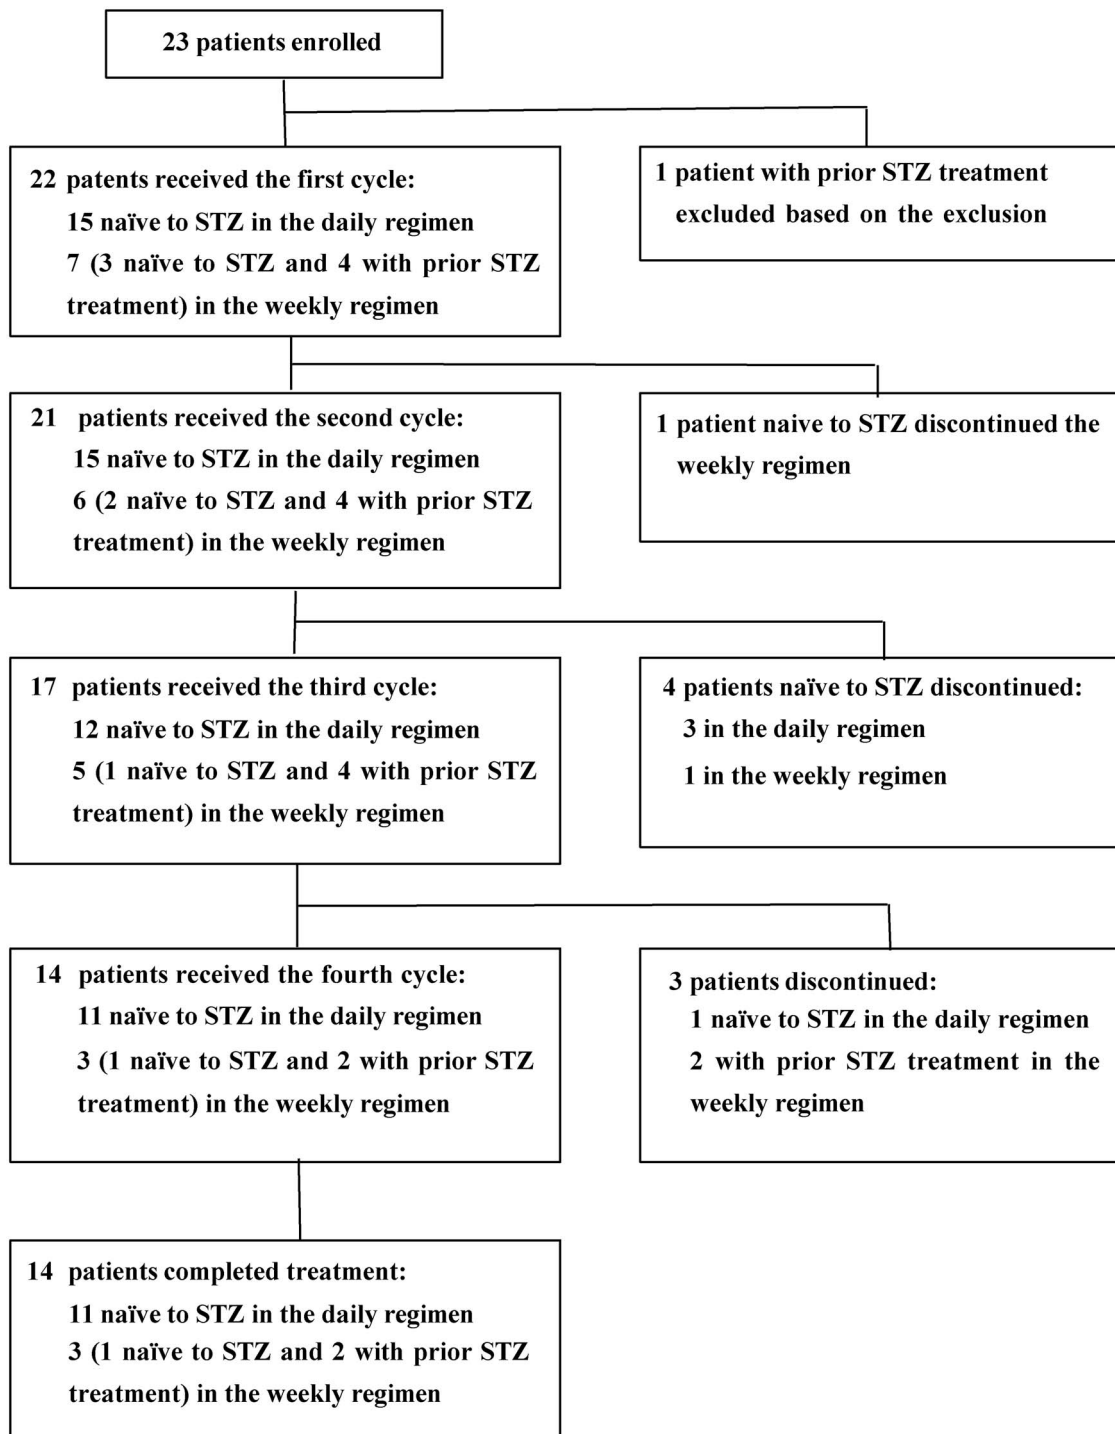 23 patients enrolled
22 patents received the first cycle:
15 naïve to STZ in the daily regimen
7 (3 naïve to STZ and 4 with prior STZ
treatment) in the weekly regimen
1 patient with prior STZ treatment
excluded based on the exclusion
21 patients received the second cycle:
15 naïve to STZ in the daily regimen
6 (2 naïve to STZ and 4 with prior STZ
treatment) in the weekly regimen
1 patient naive to STZ discontinued the
weekly regimen
17 patients received the third cycle:
12 naïve to STZ in the daily regimen
5 (1 naïve to STZ and 4 with prior STZ
treatment) in the weekly regimen
4 patients naïve to STZ discontinued:
3 in the daily regimen
1 in the weekly regimen
14 patients received the fourth cycle:
11 naïve to STZ in the daily regimen
3 (1 naïve to STZ and 2 with prior STZ
treatment) in the weekly regimen
3 patients discontinued:
1 naïve to STZ in the daily regimen
2 with prior STZ treatment in the
weekly regimen
14 patients completed treatment:
11 naïve to STZ in the daily regimen
3 (1 naïve to STZ and 2 with prior STZ
treatment) in the weekly regimen